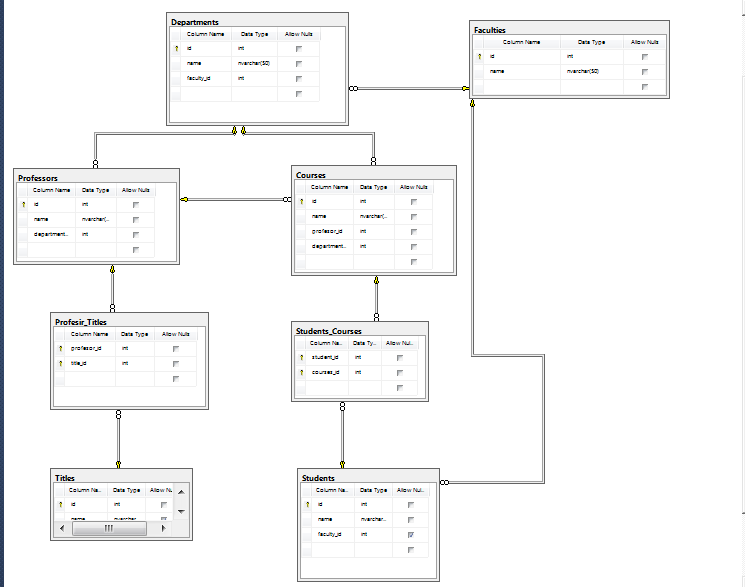 Departments
Column Name Data Type Allow Nulls
id int
name nvarchar(50)
faculty_id int
Faculties
Column Name Data Type Allow Nulls
id int
name nvarchar(50)
Professors
Column Name Data Type Allow Nulls
id int
name nvarchar(...
department... int
Courses
Column Name Data Type Allow Nulls
id int
name nvarchar(...
profesor_id int
department... int
Profesir_Titles
Column Name Data Type Allow Nulls
profesor_id int
title_id int
Students_Courses
Column Na... Data Ty... Allow Nul...
student_id int
courses_id int
Titles
Column Na... Data Type Allow Nu
id int
name nvarchar
Students
Column Na... Data Type Allow Nul...
id int
name nvarchar...
faculty_id int